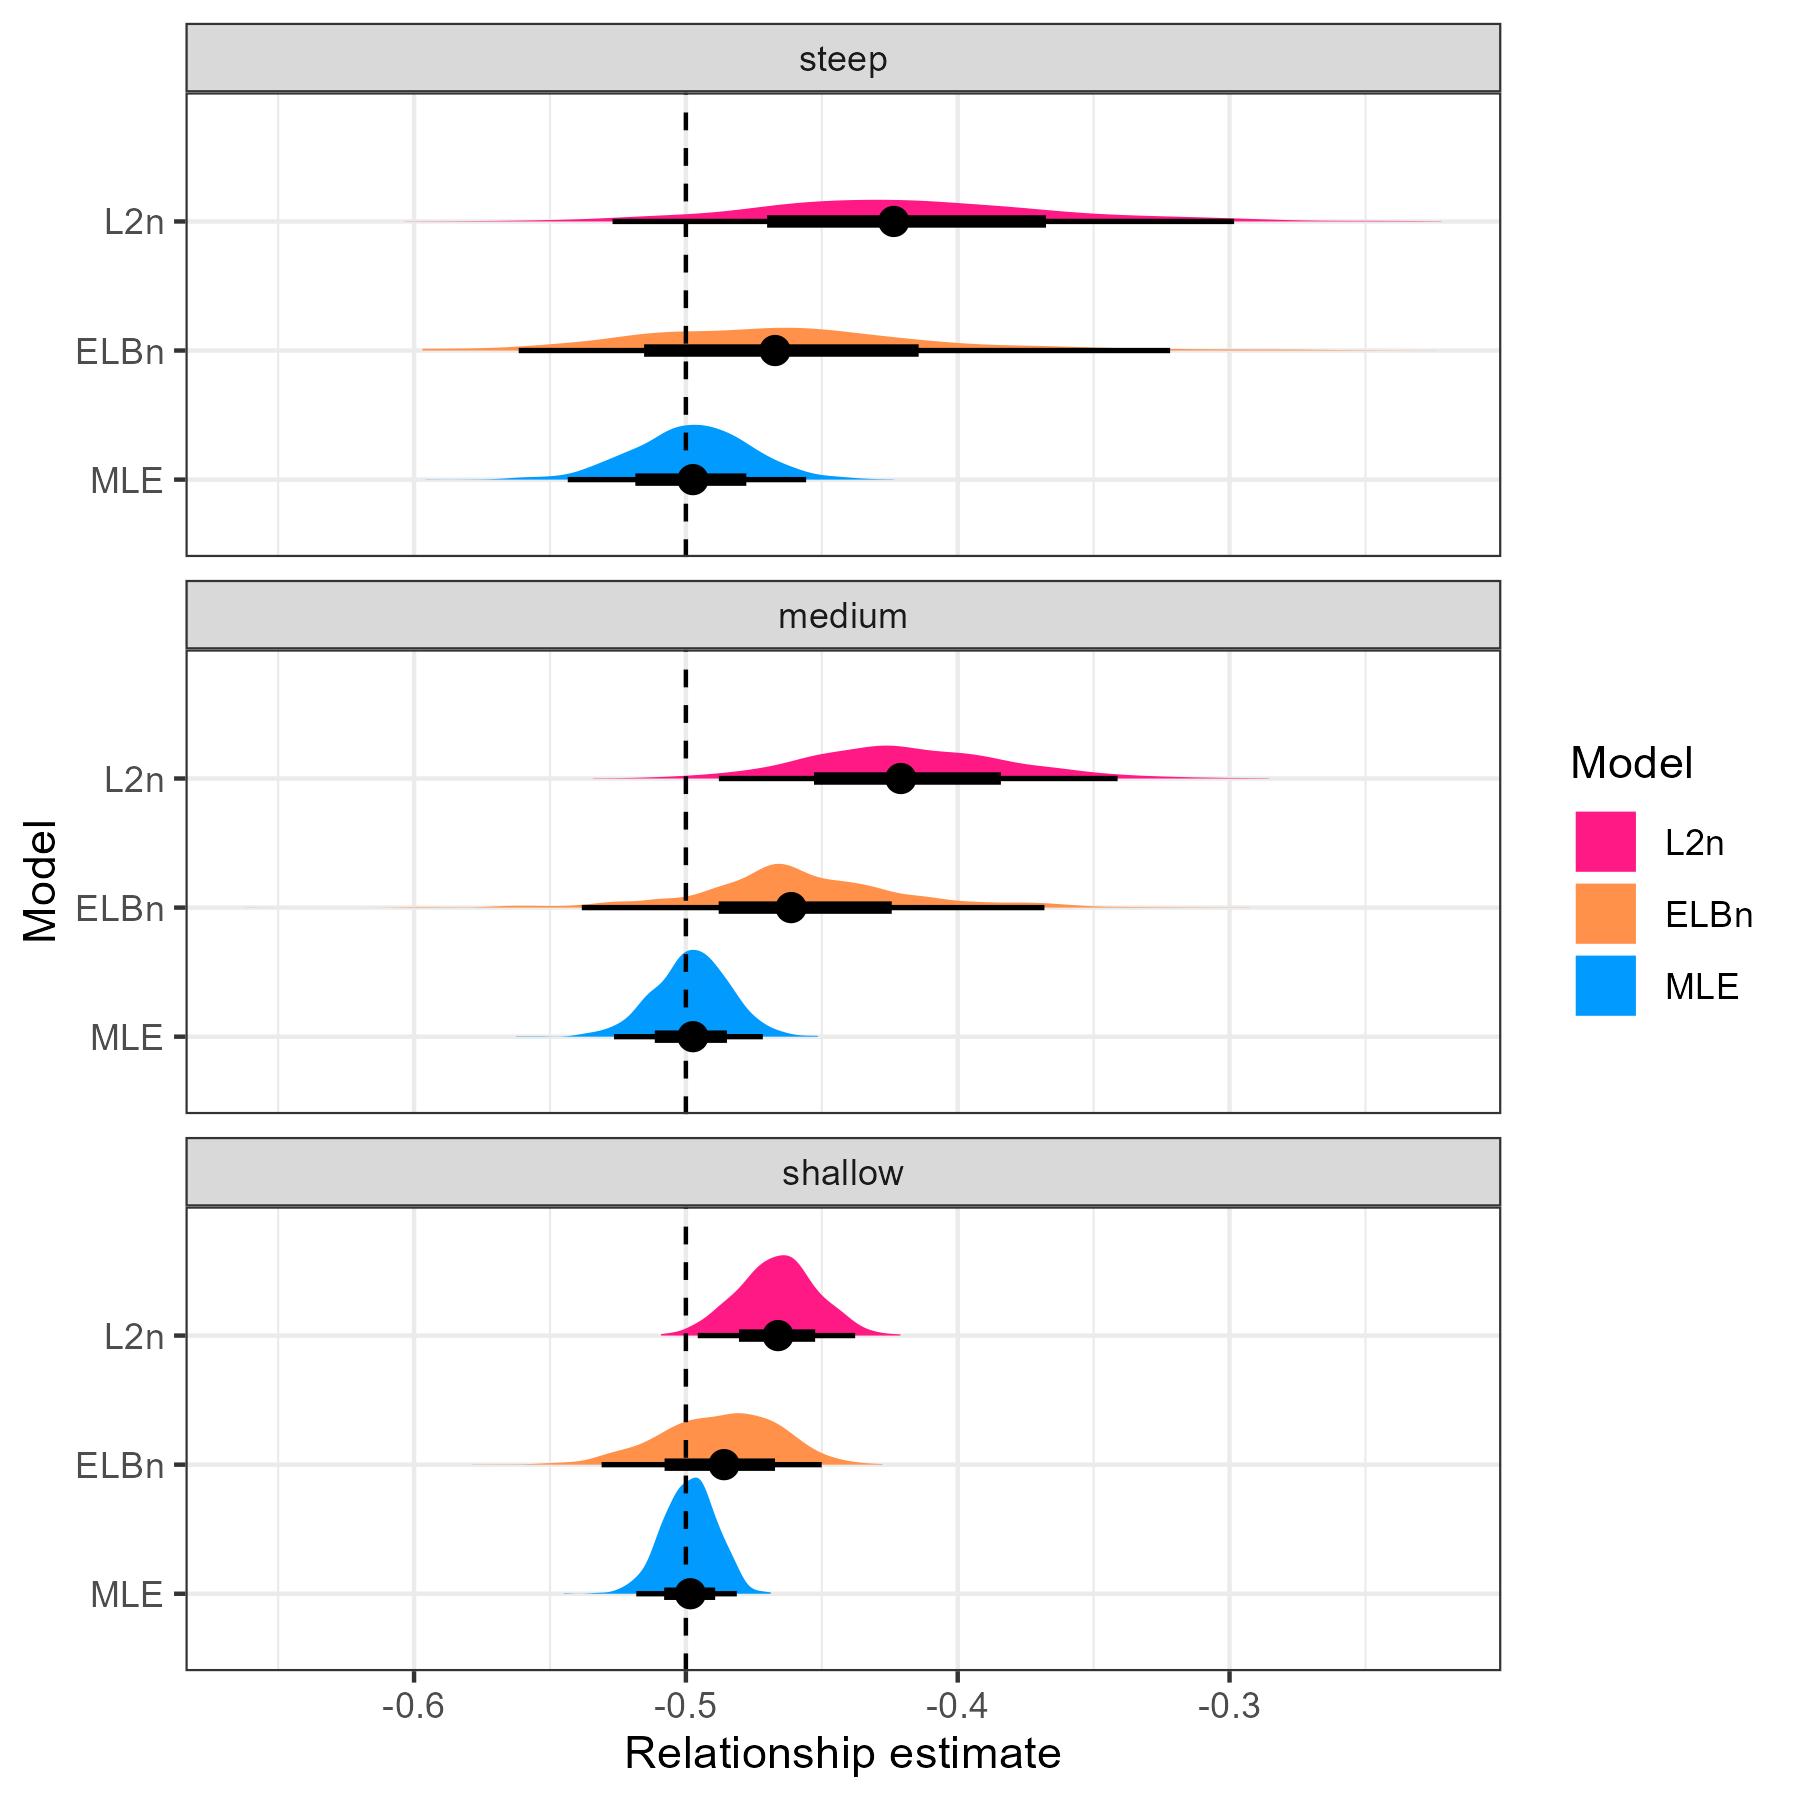 steep
L2n
ELBn
MLE
medium
L2n
ELBn
MLE
shallow
L2n
ELBn
MLE
-0.6 -0.5 -0.4 -0.3
Relationship estimate
Model
Model
L2n
ELBn
MLE